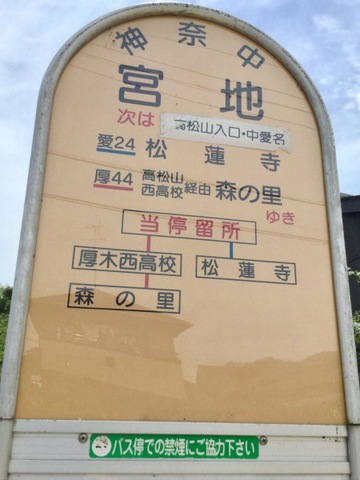 神奈中
宮地
次は 高松山入口・中愛名
愛24 松蓮寺
厚44 高松山 西高校 経由 森の里 ゆき
当停留所
厚木西高校 松蓮寺
森の里
バス停での禁煙にご協力下さい